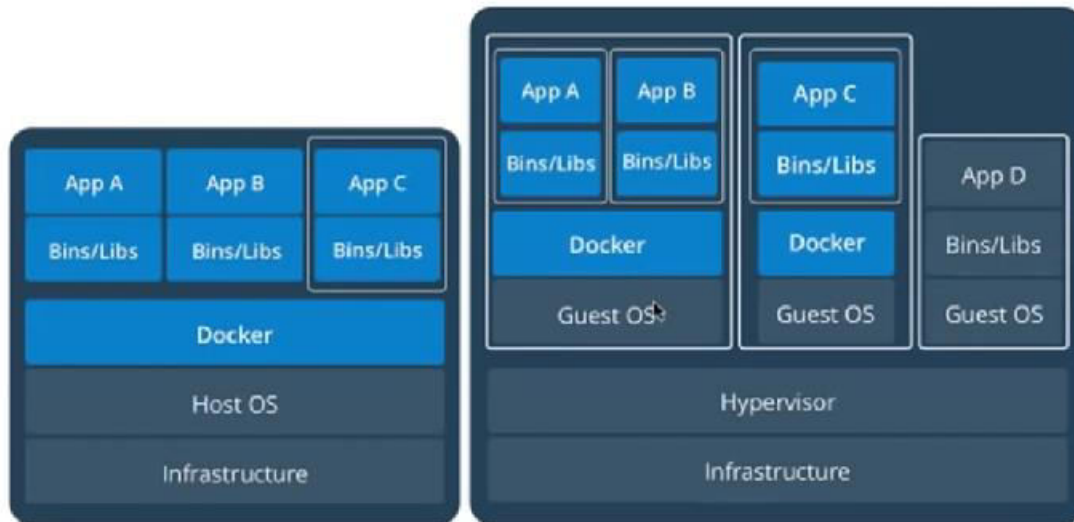 App A
App B
App C
Bins/Libs
Bins/Libs
Bins/Libs
Docker
Host OS
Infrastructure
App A
App B
App C
Bins/Libs
Bins/Libs
Bins/Libs
App D
Docker
Docker
Bins/Libs
Guest OS
Guest OS
Guest OS
Hypervisor
Infrastructure